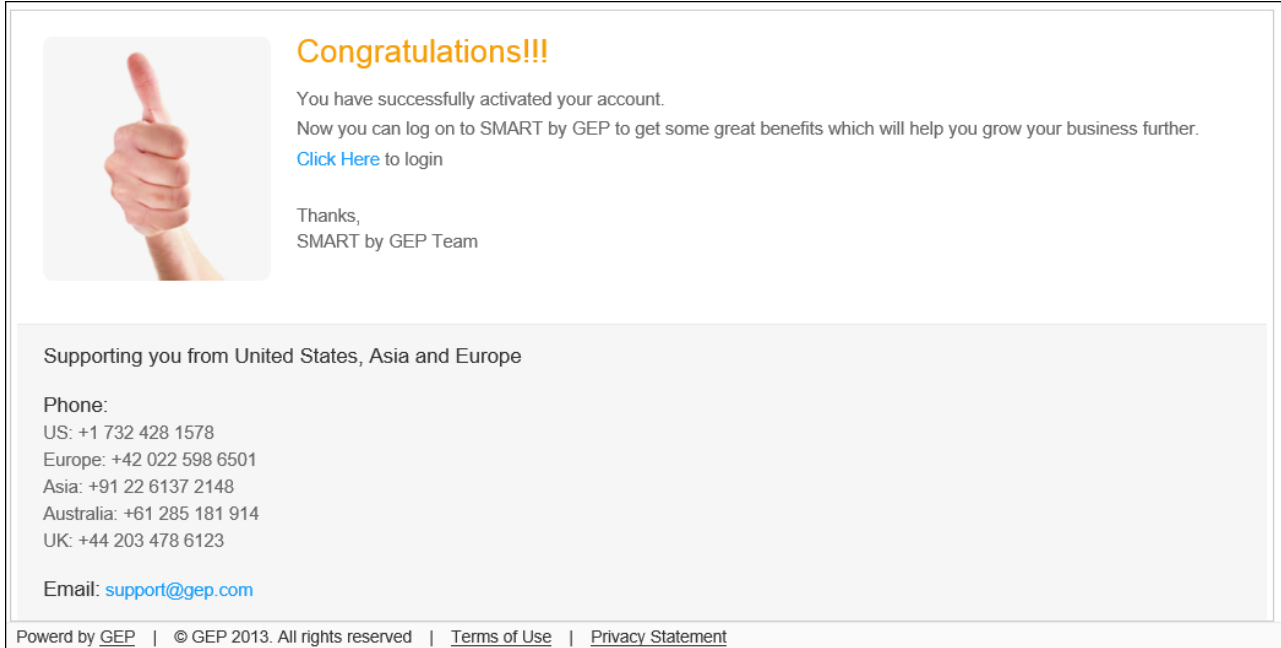 Congratulations!!!
You have successfully activated your account.
Now you can log on to SMART by GEP to get some great benefits which will help you grow your business further.
Click Here to login
Thanks,
SMART by GEP Team
Supporting you from United States, Asia and Europe
Phone:
US: +1 732 428 1578
Europe: +42 022 598 6501
Asia: +91 22 6137 2148
Australia: +61 285 181 914
UK: +44 203 478 6123
Email: support@gep.com
Powerd by GEP | © GEP 2013. All rights reserved | Terms of Use | Privacy Statement